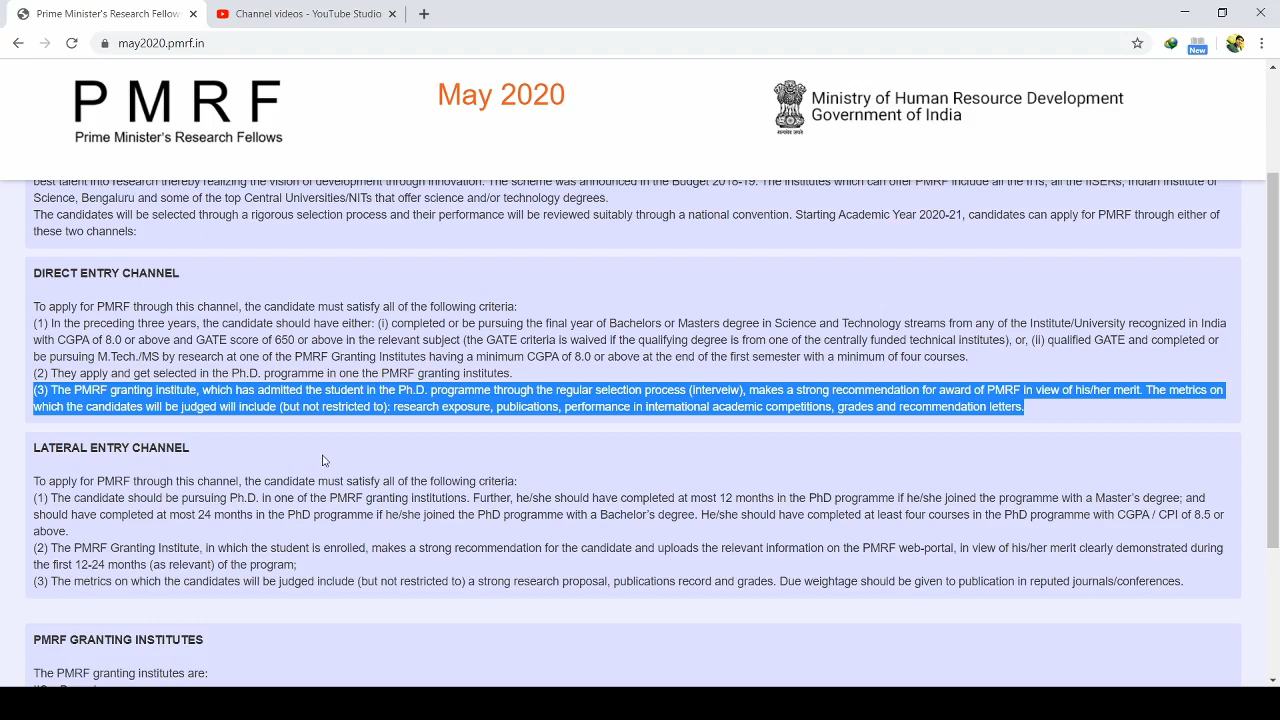 Prime Minister's Research Fellow
Channel videos - YouTube Studio
may2020.pmrf.in
New
PMRF
Prime Minister's Research Fellows
May 2020
Ministry of Human Resource Development
Government of India
best talent into research thereby realizing the vision of development through innovation. The scheme was announced in the Budget 2018-19. The institutes which can offer PMRF include all the IITs, all the IISERs, Indian Institute of
Science, Bengaluru and some of the top Central Universities/NITs that offer science and/or technology degrees.
The candidates will be selected through a rigorous selection process and their performance will be reviewed suitably through a national convention. Starting Academic Year 2020-21, candidates can apply for PMRF through either of
these two channels:
DIRECT ENTRY CHANNEL
To apply for PMRF through this channel, the candidate must satisfy all of the following criteria:
(1) In the preceding three years, the candidate should have either: (i) completed or be pursuing the final year of Bachelors or Masters degree in Science and Technology streams from any of the Institute/University recognized in India
with CGPA of 8.0 or above and GATE score of 650 or above in the relevant subject (the GATE criteria is waived if the qualifying degree is from one of the centrally funded technical institutes), or, (ii) qualified GATE and completed or
be pursuing M.Tech./MS by research at one of the PMRF Granting Institutes having a minimum CGPA of 8.0 or above at the end of the first semester with a minimum of four courses.
(2) They apply and get selected in the Ph.D. programme in one the PMRF granting institutes.
(3) The PMRF granting institute, which has admitted the student in the Ph.D. programme through the regular selection process (interveiw), makes a strong recommendation for award of PMRF in view of his/her merit. The metrics on
which the candidates will be judged will include (but not restricted to): research exposure, publications, performance in international academic competitions, grades and recommendation letters.
LATERAL ENTRY CHANNEL
To apply for PMRF through this channel, the candidate must satisfy all of the following criteria:
(1) The candidate should be pursuing Ph.D. in one of the PMRF granting institutions. Further, he/she should have completed at most 12 months in the PhD programme if he/she joined the programme with a Master's degree; and
should have completed at most 24 months in the PhD programme if he/she joined the PhD programme with a Bachelor's degree. He/she should have completed at least four courses in the PhD programme with CGPA / CPI of 8.5 or
above.
(2) The PMRF Granting Institute, in which the student is enrolled, makes a strong recommendation for the candidate and uploads the relevant information on the PMRF web-portal, in view of his/her merit clearly demonstrated during
the first 12-24 months (as relevant) of the program;
(3) The metrics on which the candidates will be judged include (but not restricted to) a strong research proposal, publications record and grades. Due weightage should be given to publication in reputed journals/conferences.
PMRF GRANTING INSTITUTES
The PMRF granting institutes are: